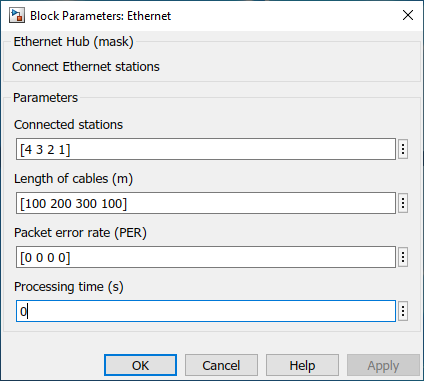 Block Parameters: Ethernet
Ethernet Hub (mask)
Connect Ethernet stations
Parameters
Connected stations
[4 3 2 1]
Length of cables (m)
[100 200 300 100]
Packet error rate (PER)
[0 0 0 0]
Processing time (s)
0
OK Cancel Help Apply